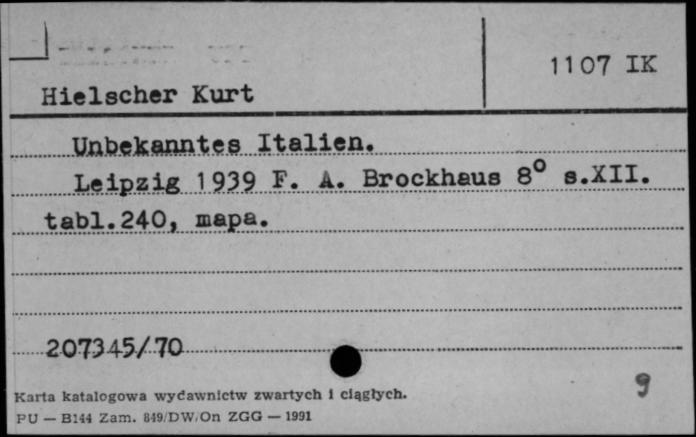 1107 IK
Hielscher Kurt
Unbekanntes Italien.
Leipzig 1939 F. A. Brockhaus 8° s.XII.
tabl.240, mapa.
207345/70
9
Karta katalogowa wydawnictw zwartych i ciągłych.
PU — B144 Zam. 849/DW/On ZGG — 1991